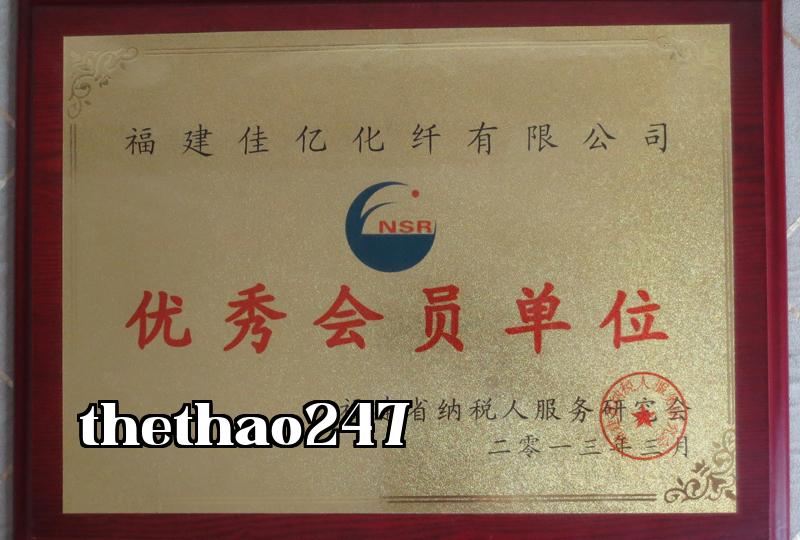 福建佳亿化纤有限公司
NSR
优秀会员单位
省纳税人服务研究会
二零一三年三月
thethao247